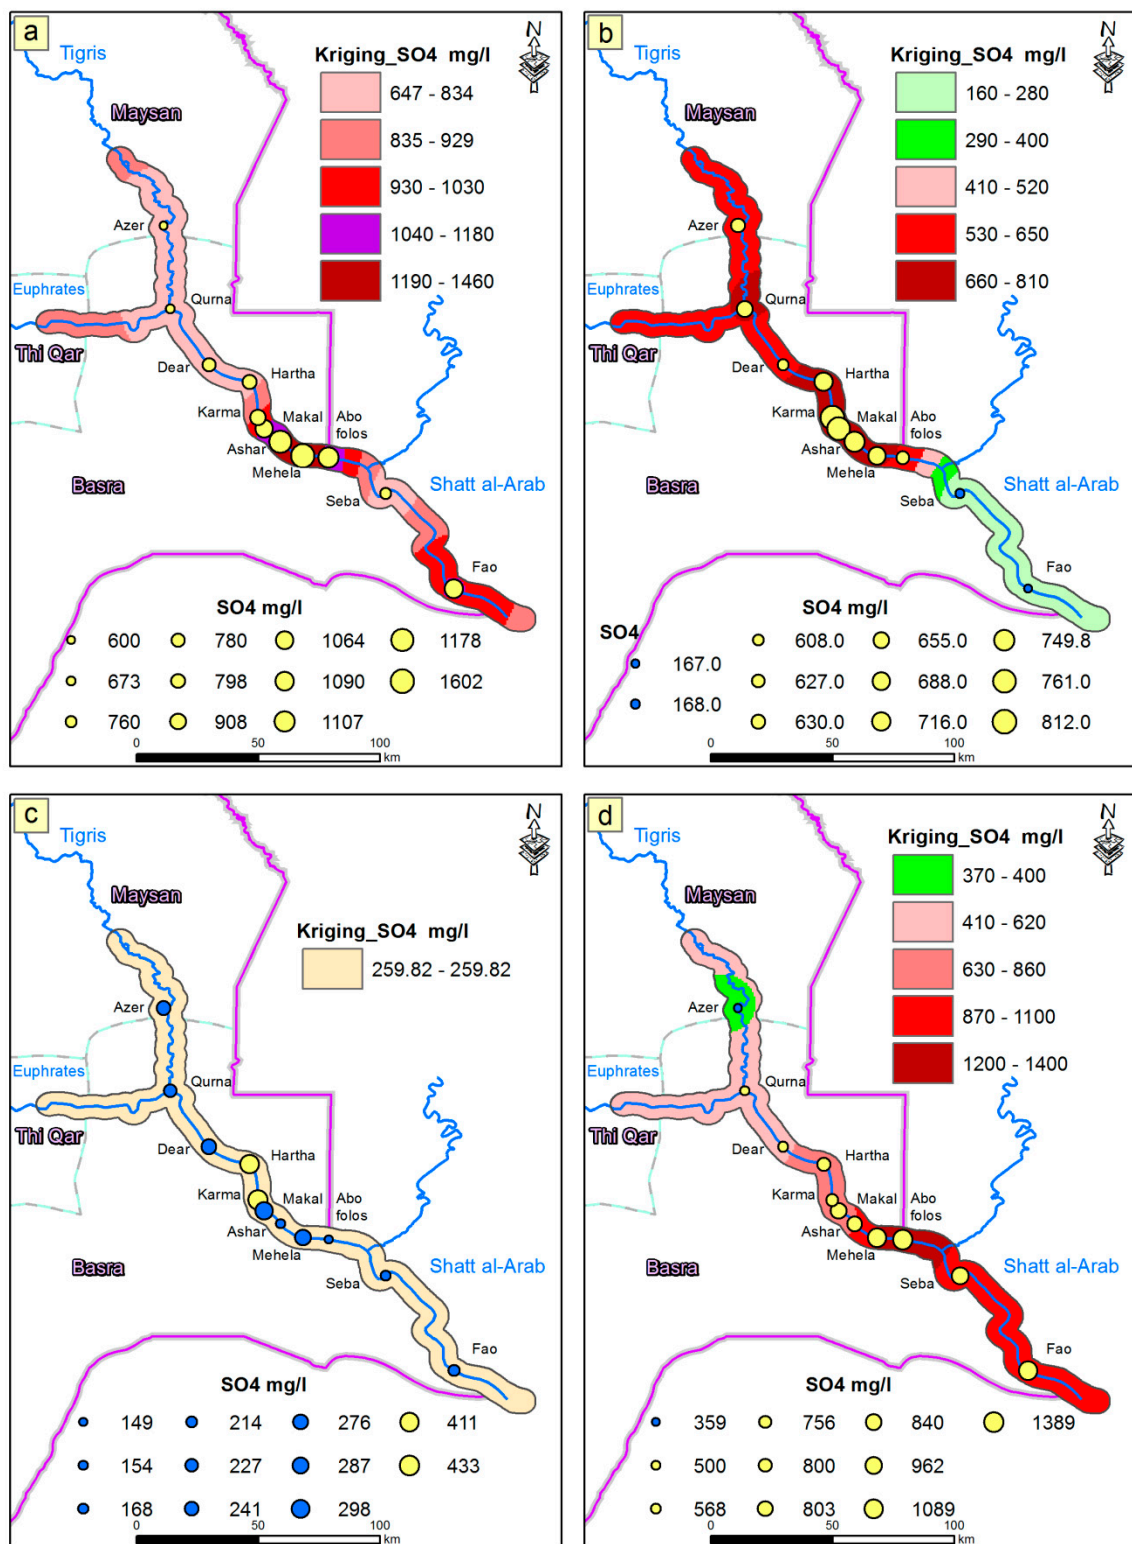 a
N
Tigris
Kriging_SO4 mg/l
647 - 834
835 - 929
930 - 1030
1040 - 1180
1190 - 1460
Maysan
Azer
Euphrates
Qurna
Thi Qar
Dear
Hartha
Karma
Makal
Abo
folos
Ashar
Mehela
Basra
Seba
Shatt al-Arab
Fao
SO4 mg/l
600
780
1064
1178
673
798
1090
1602
760
908
1107
0
50
100
km
b
N
Tigris
Kriging_SO4 mg/l
160 - 280
290 - 400
410 - 520
530 - 650
660 - 810
Maysan
Azer
Euphrates
Qurna
Thi Qar
Dear
Hartha
Karma
Makal
Abo
folos
Ashar
Mehela
Basra
Seba
Shatt al-Arab
Fao
SO4
SO4 mg/l
167.0
168.0
608.0
655.0
749.8
627.0
688.0
761.0
630.0
716.0
812.0
0
50
100
km
c
N
Tigris
Maysan
Kriging_SO4 mg/l
259.82 - 259.82
Azer
Euphrates
Qurna
Thi Qar
Dear
Hartha
Karma
Makal
Abo
folos
Ashar
Mehela
Basra
Seba
Shatt al-Arab
Fao
SO4 mg/l
149
214
276
411
154
227
287
433
168
241
298
0
50
100
km
d
N
Tigris
Kriging_SO4 mg/l
370 - 400
410 - 620
630 - 860
870 - 1100
1200 - 1400
Maysan
Azer
Euphrates
Qurna
Thi Qar
Dear
Hartha
Karma
Makal
Abo
folos
Ashar
Mehela
Basra
Seba
Shatt al-Arab
Fao
SO4 mg/l
359
756
840
1389
500
800
962
568
803
1089
0
50
100
km